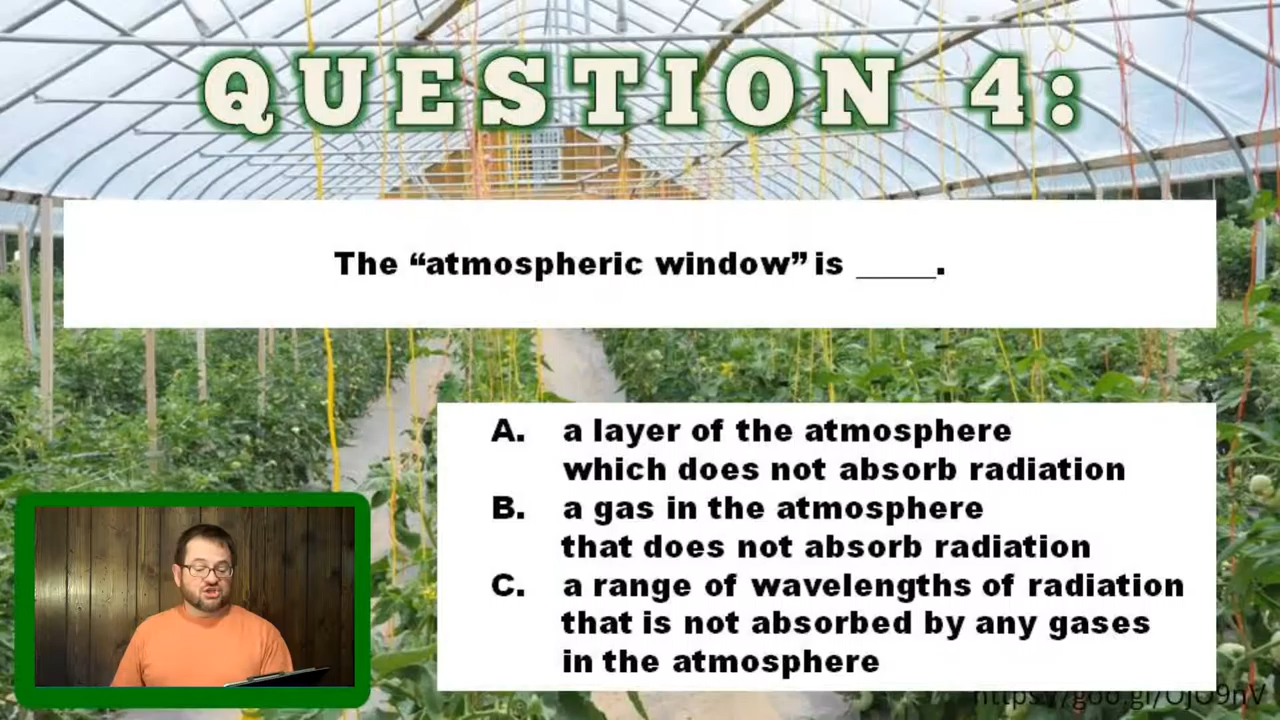 QUESTION 4:
The “atmospheric window” is _____.
A. a layer of the atmosphere
which does not absorb radiation
B. a gas in the atmosphere
that does not absorb radiation
C. a range of wavelengths of radiation
that is not absorbed by any gases
in the atmosphere